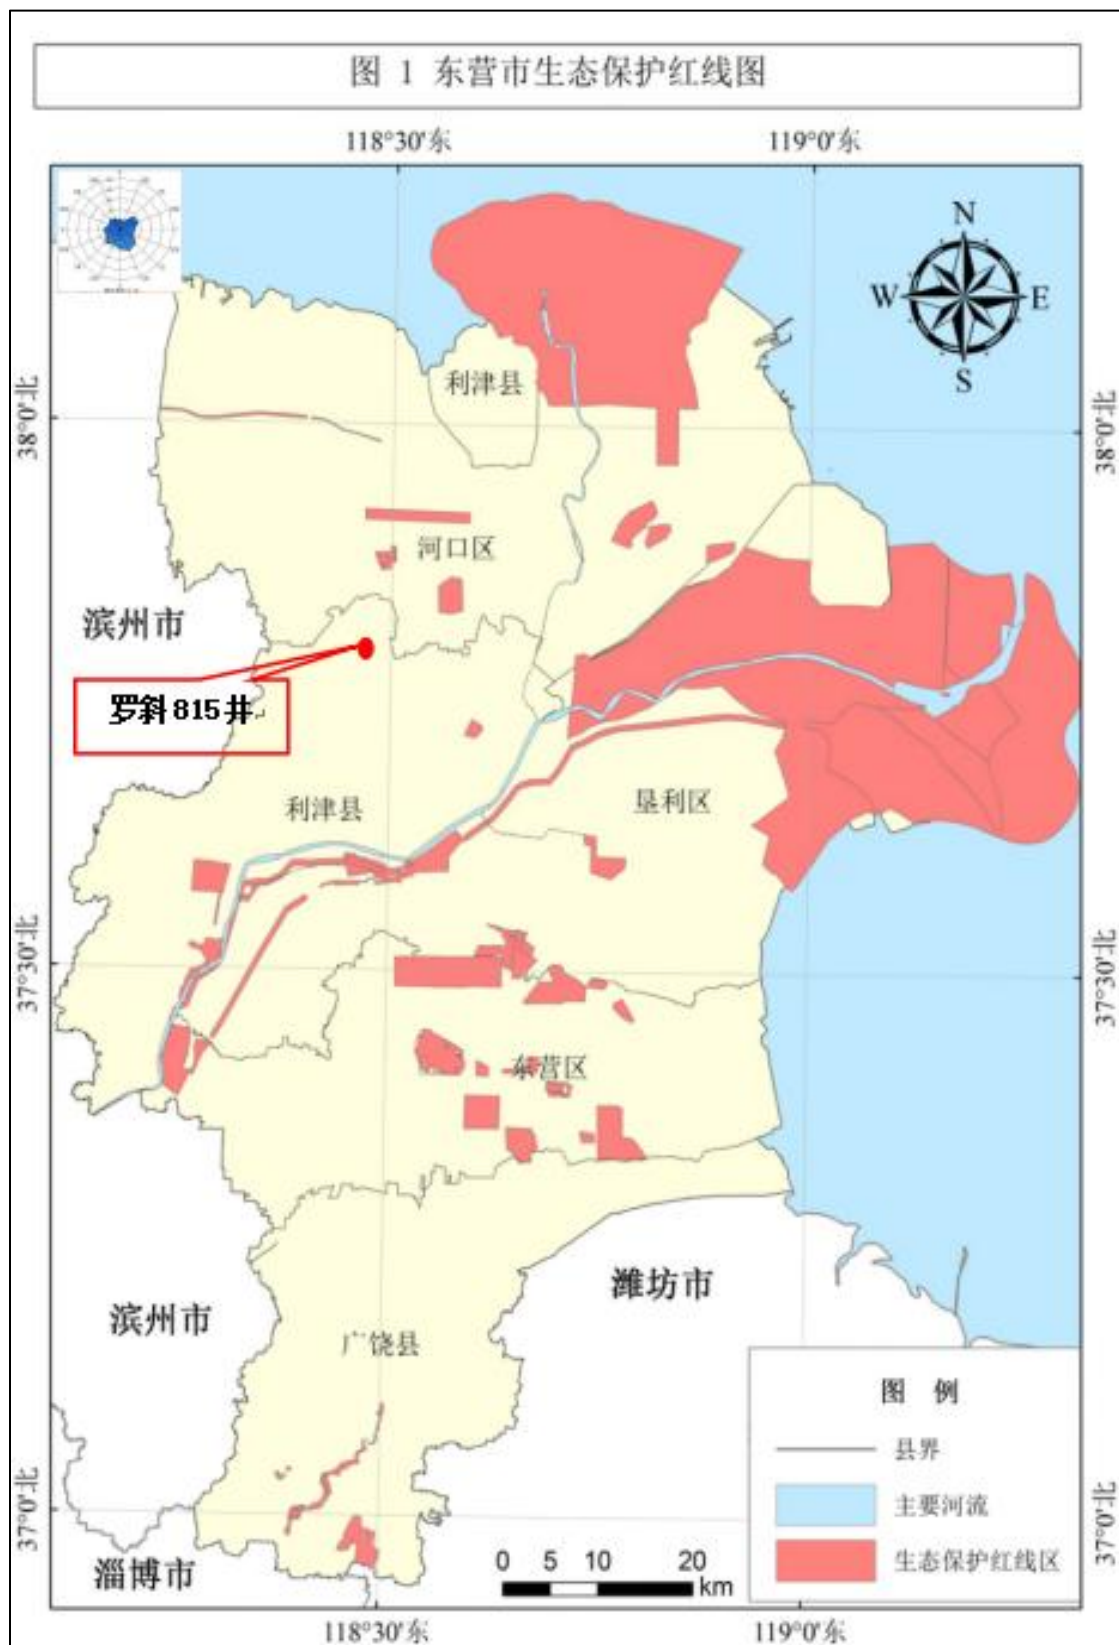 图 1 东营市生态保护红线图
118°30'东
119°0'东
N
W
E
S
利津县
38°0'北
38°0'北
河口区
滨州市
罗斜 815 井
利津县
垦利区
37°30'北
37°30'北
东营区
潍坊市
滨州市
广饶县
图 例
县界
主要河流
生态保护红线区
37°0'北
37°0'北
淄博市
0 5 10 20
km
118°30'东
119°0'东